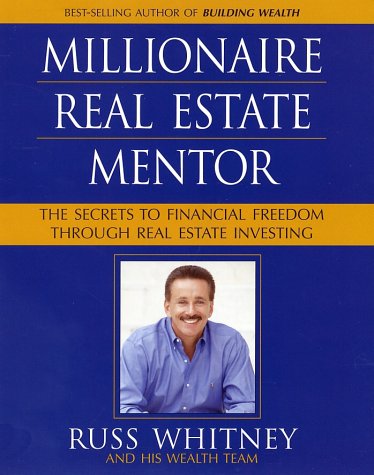 BEST-SELLING AUTHOR OF BUILDING WEALTH
MILLIONAIRE
REAL ESTATE
MENTOR
THE SECRETS TO FINANCIAL FREEDOM
THROUGH REAL ESTATE INVESTING
RUSS WHITNEY
AND HIS WEALTH TEAM